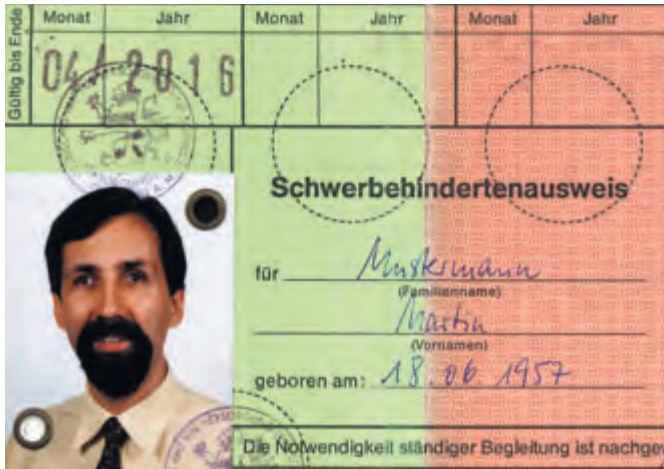 Gültig bis Ende
Monat Jahr Monat Jahr Monat Jahr
04/2016
Schwerbehindertenausweis
für Mustermann
(Familienname)
Martin
(Vornamen)
geboren am: 18.06.1957
Die Notwendigkeit ständiger Begleitung ist nachge